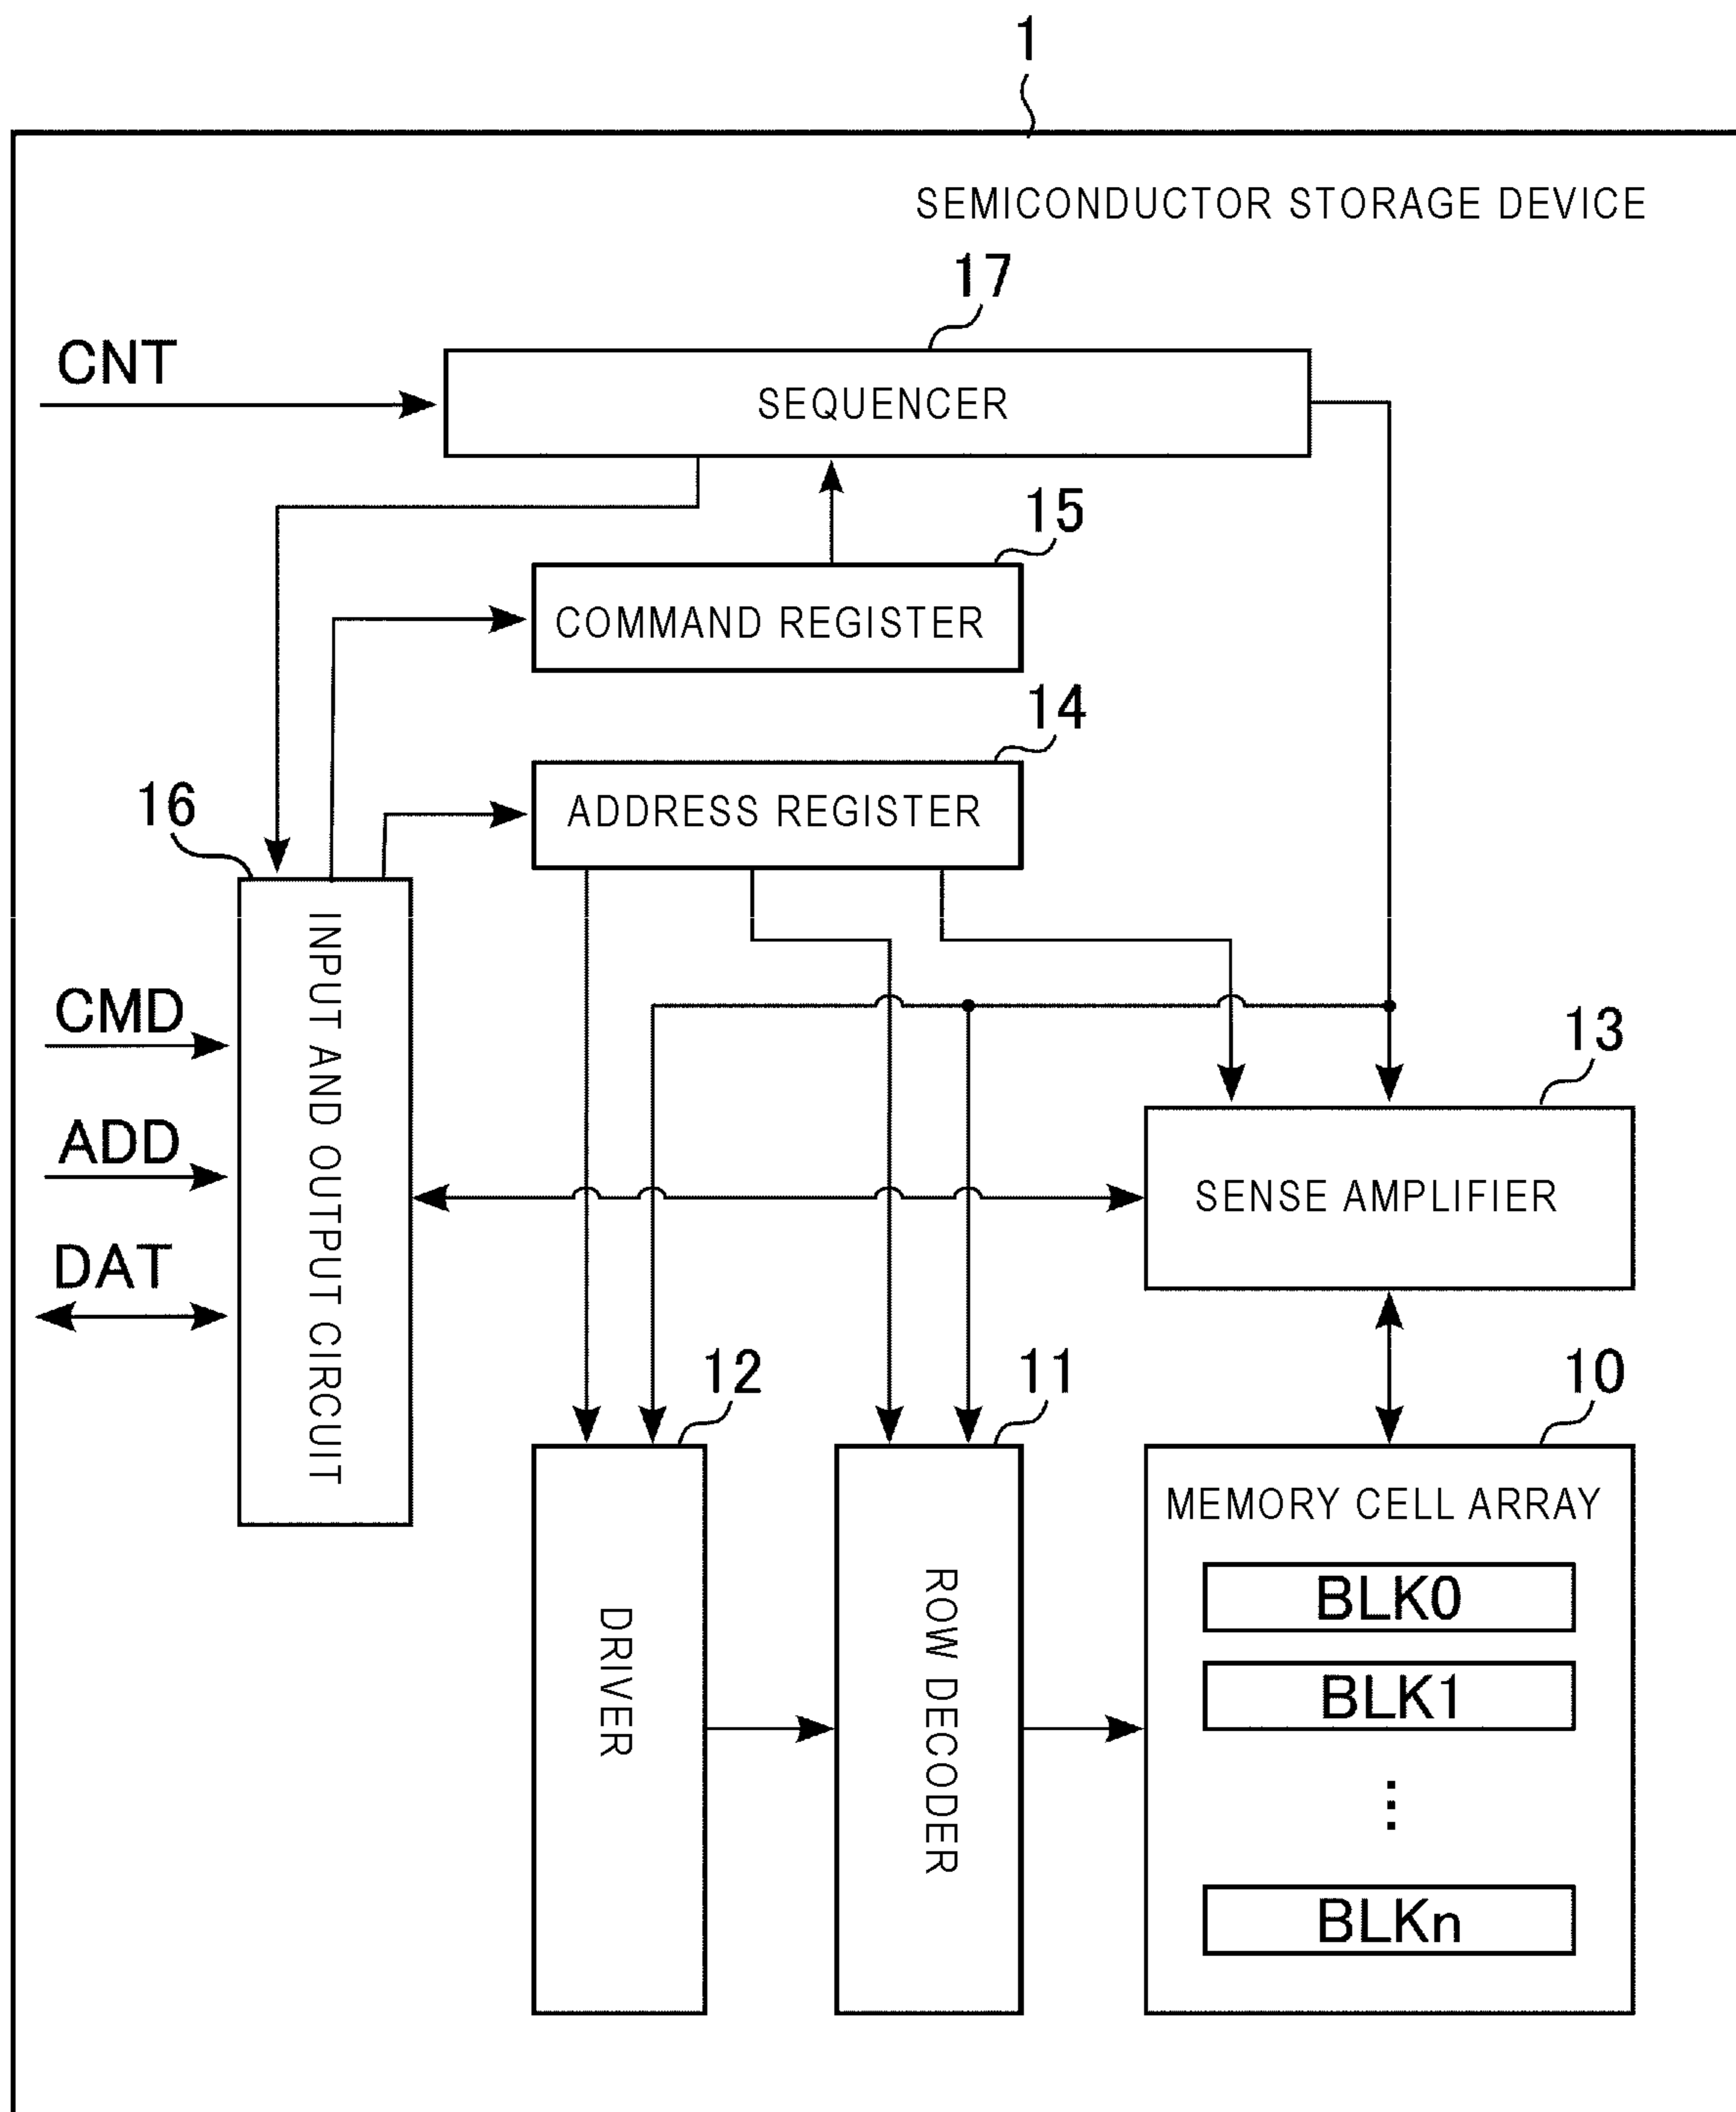 1
SEMICONDUCTOR STORAGE DEVICE
17
CNT
SEQUENCER
15
COMMAND REGISTER
14
ADDRESS REGISTER
16
INPUT AND OUTPUT CIRCUIT
CMD
ADD
DAT
13
SENSE AMPLIFIER
12
DRIVER
11
ROW DECODER
10
MEMORY CELL ARRAY
BLK0
BLK1
⋮
BLKn